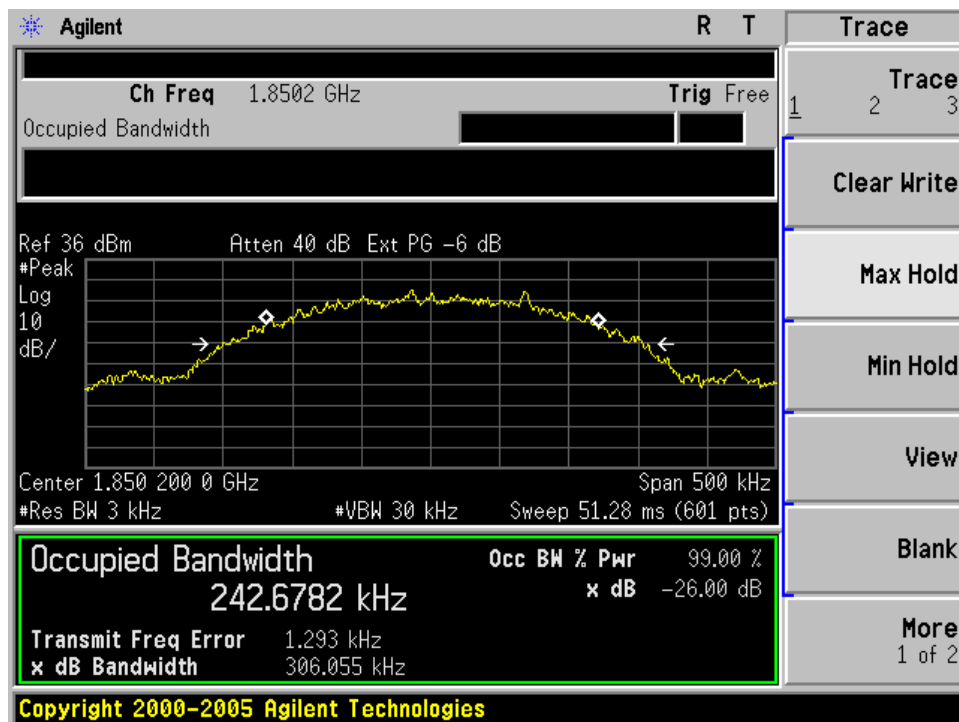 Agilent R T Trace
Ch Freq 1.8502 GHz Trig Free
Occupied Bandwidth
Trace
1 2 3
Clear Write
Max Hold
Min Hold
View
Blank
More
1 of 2
Ref 36 dBm Atten 40 dB Ext PG -6 dB
#Peak
Log
10
dB/
Center 1.850 200 0 GHz Span 500 kHz
#Res BW 3 kHz #VBW 30 kHz Sweep 51.28 ms (601 pts)
Occupied Bandwidth Occ BW % Pwr 99.00 %
242.6782 kHz x dB -26.00 dB
Transmit Freq Error 1.293 kHz
x dB Bandwidth 306.055 kHz
Copyright 2000-2005 Agilent Technologies